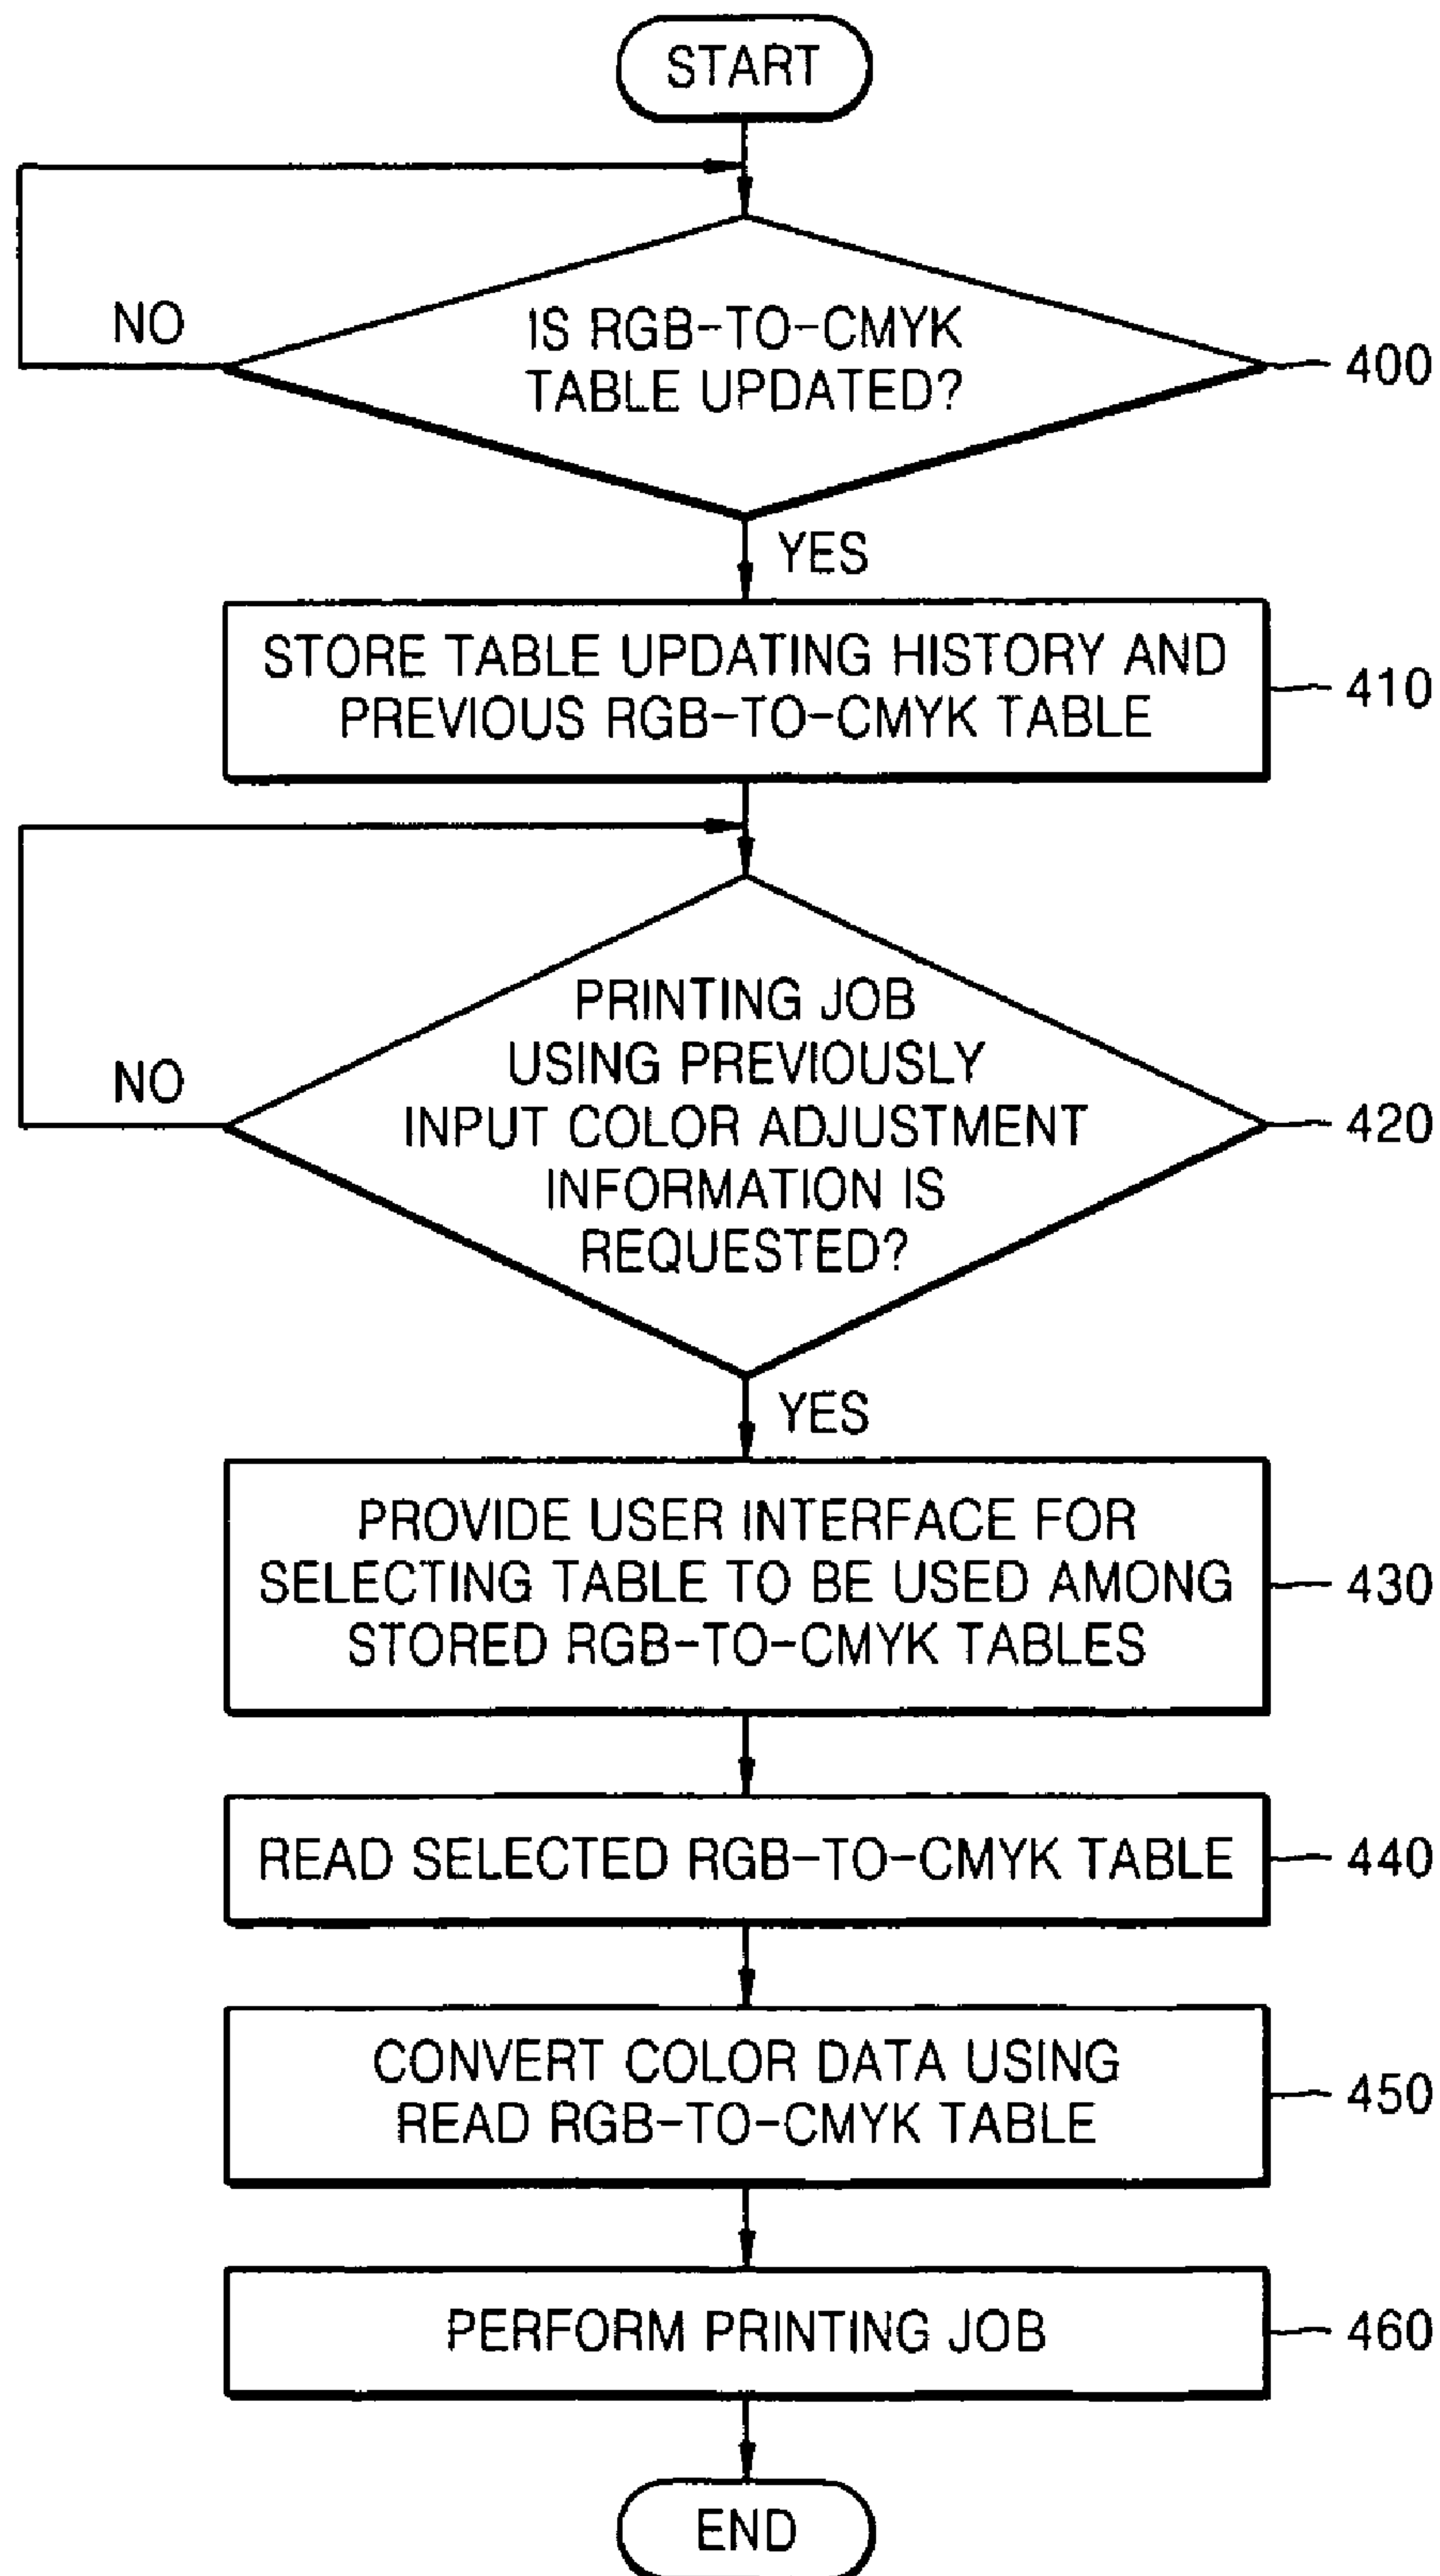 START
NO
IS RGB-TO-CMYK
TABLE UPDATED?
400
YES
STORE TABLE UPDATING HISTORY AND
PREVIOUS RGB-TO-CMYK TABLE
410
PRINTING JOB
USING PREVIOUSLY
INPUT COLOR ADJUSTMENT
INFORMATION IS
REQUESTED?
NO
420
YES
PROVIDE USER INTERFACE FOR
SELECTING TABLE TO BE USED AMONG
STORED RGB-TO-CMYK TABLES
430
READ SELECTED RGB-TO-CMYK TABLE
440
CONVERT COLOR DATA USING
READ RGB-TO-CMYK TABLE
450
PERFORM PRINTING JOB
460
END